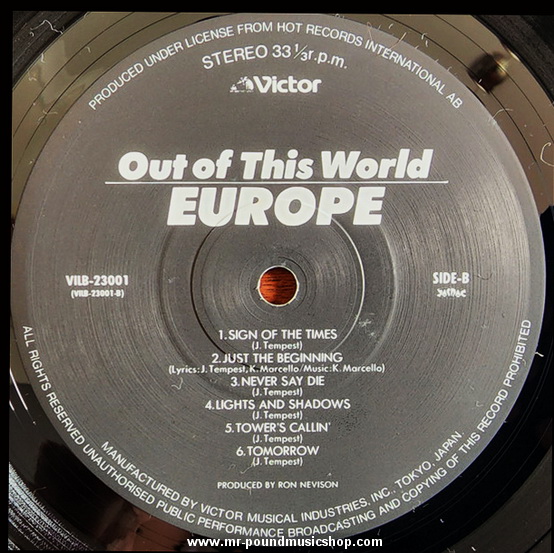 PRODUCED UNDER LICENSE FROM HOT RECORDS INTERNATIONAL AB
STEREO 33 1/3 r.p.m.
Victor
Out of This World
EUROPE
VILB-23001
(VILB-23001-B)
SIDE-B
1.SIGN OF THE TIMES
(J. Tempest)
2.JUST THE BEGINNING
(Lyrics:J. Tempest, K. Marcello/Music: K. Marcello)
3.NEVER SAY DIE
(J. Tempest)
4.LIGHTS AND SHADOWS
(J. Tempest)
5.TOWER'S CALLIN'
(J. Tempest)
6.TOMORROW
(J. Tempest)
PRODUCED BY RON NEVISON
MANUFACTURED BY VICTOR MUSICAL INDUSTRIES, INC. TOKYO, JAPAN
ALL RIGHTS RESERVED UNAUTHORISED PUBLIC PERFORMANCE BROADCASTING AND COPYING OF THIS RECORD PROHIBITED
www.mr-poundmusicshop.com